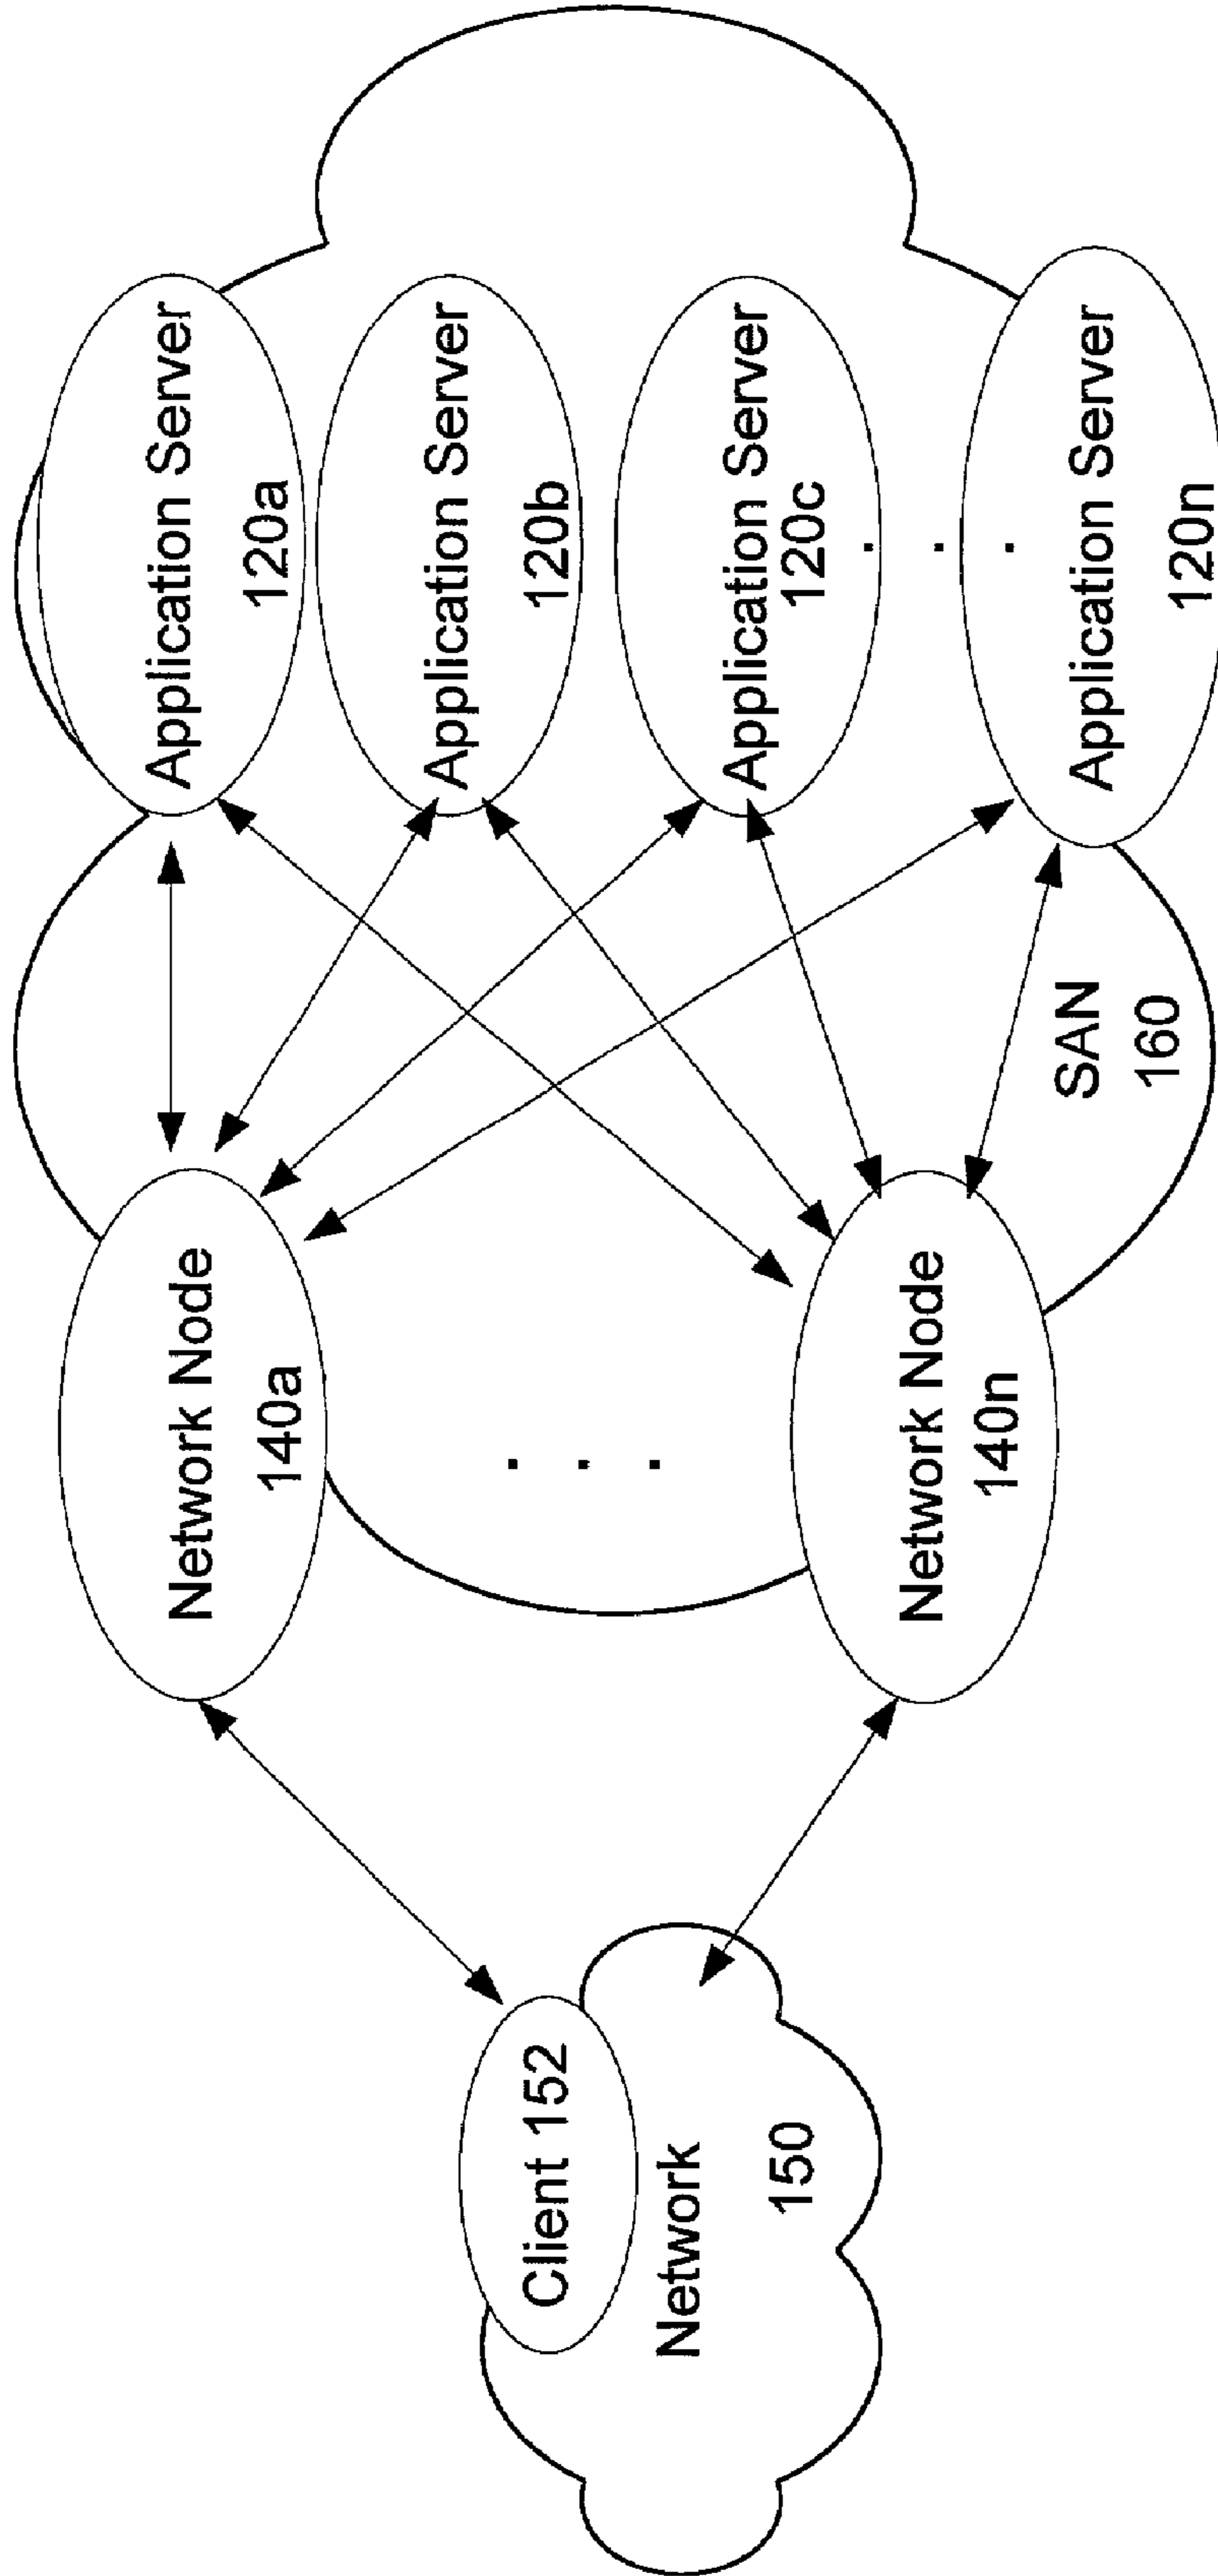 Client 152
Network
150
Network Node
140a
. . .
Network Node
140n
SAN
160
Application Server
120a
Application Server
120b
Application Server
120c
. . .
Application Server
120n